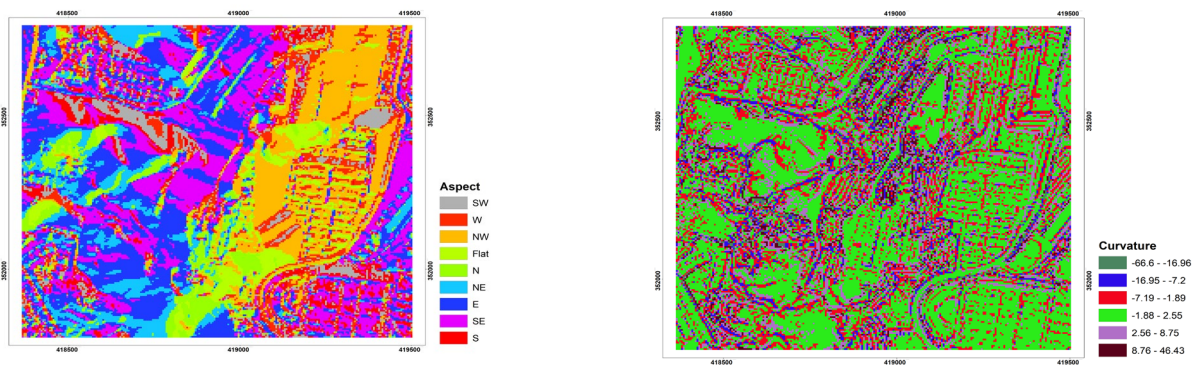 418500 419000 419500
352500 352500
352000 352000
418500 419000 419500
Aspect
SW
W
NW
Flat
N
NE
E
SE
S
418500 419000 419500
352500 352500
352000 352000
418500 419000 419500
Curvature
-66.6 - -16.96
-16.95 - -7.2
-7.19 - -1.89
-1.88 - 2.55
2.56 - 8.75
8.76 - 46.43